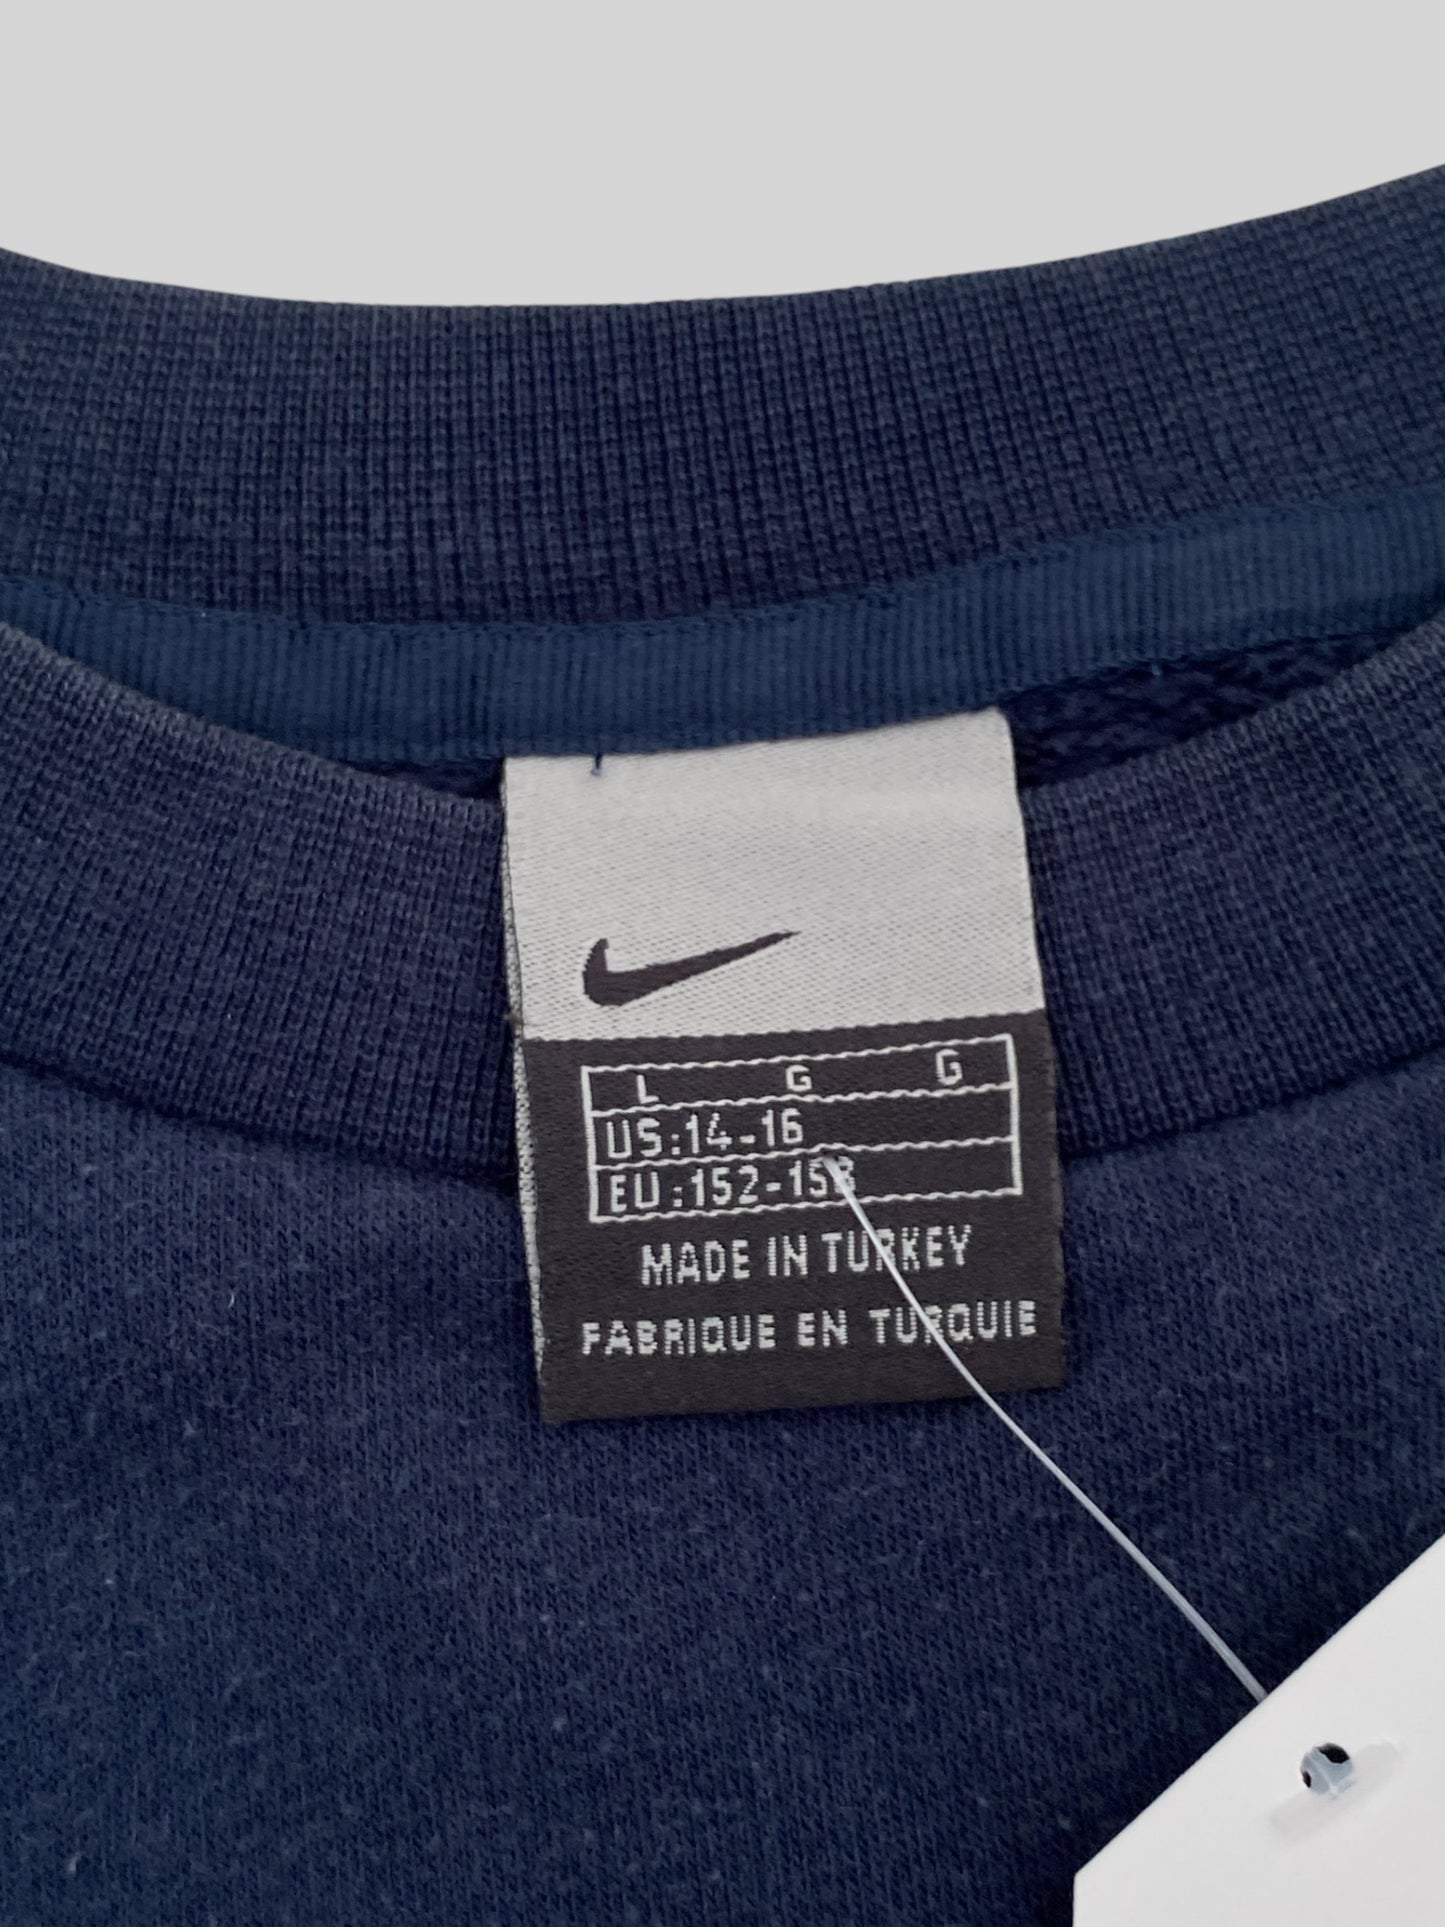 L G G
US:14-16
EU:152-158
MADE IN TURKEY
FABRIQUE EN TURQUIE